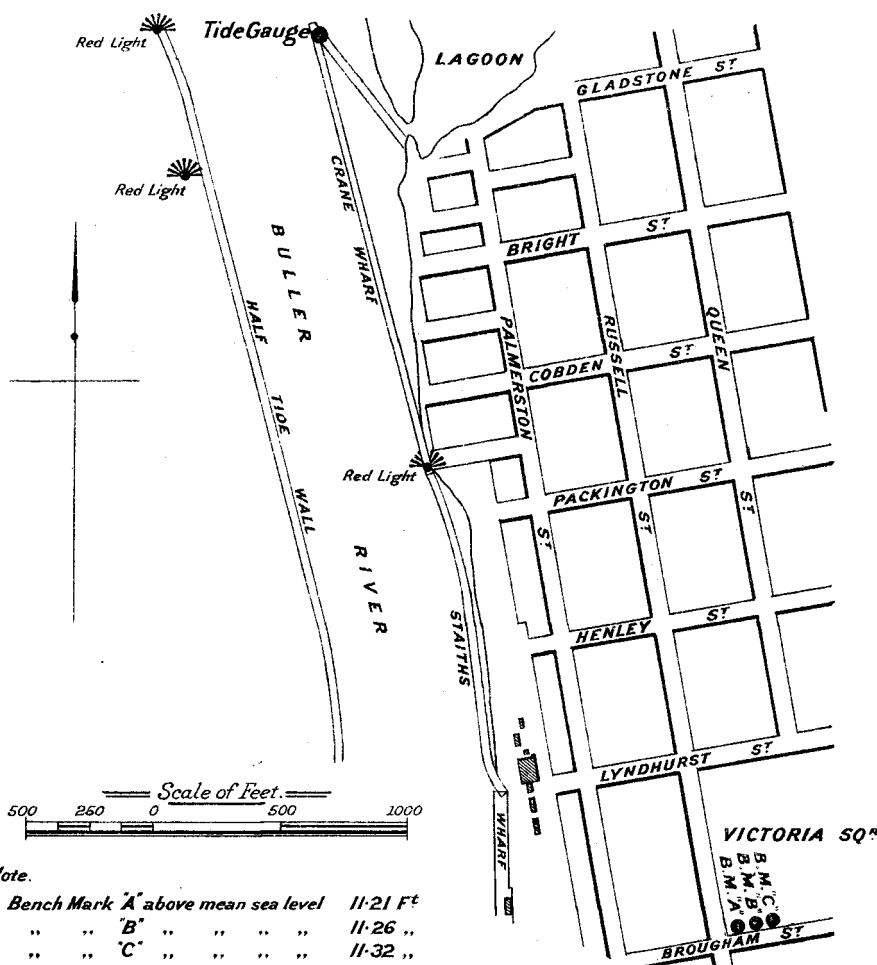 Red Light
Tide Gauge
LAGOON
GLADSTONE ST
Red Light
CRANE WHARF
BULLER RIVER
BRIGHT ST
HALF TIDE WALL
PALMERSTON ST
RUSSELL ST
QUEEN ST
COBDEN ST
Red Light
PACKINGTON ST
STAITHS
HENLEY ST
LYNDHURST ST
Scale of Feet.
500 250 0 500 1000
WHARF
VICTORIA SQR
B.M. "A"
B.M. "B"
B.M. "C"
BROUGHAM ST
Note.
Bench Mark "A" above mean sea level 11·21 Ft
„ „ "B" „ „ „ „ 11·26 „
„ „ "C" „ „ „ „ 11·32 „